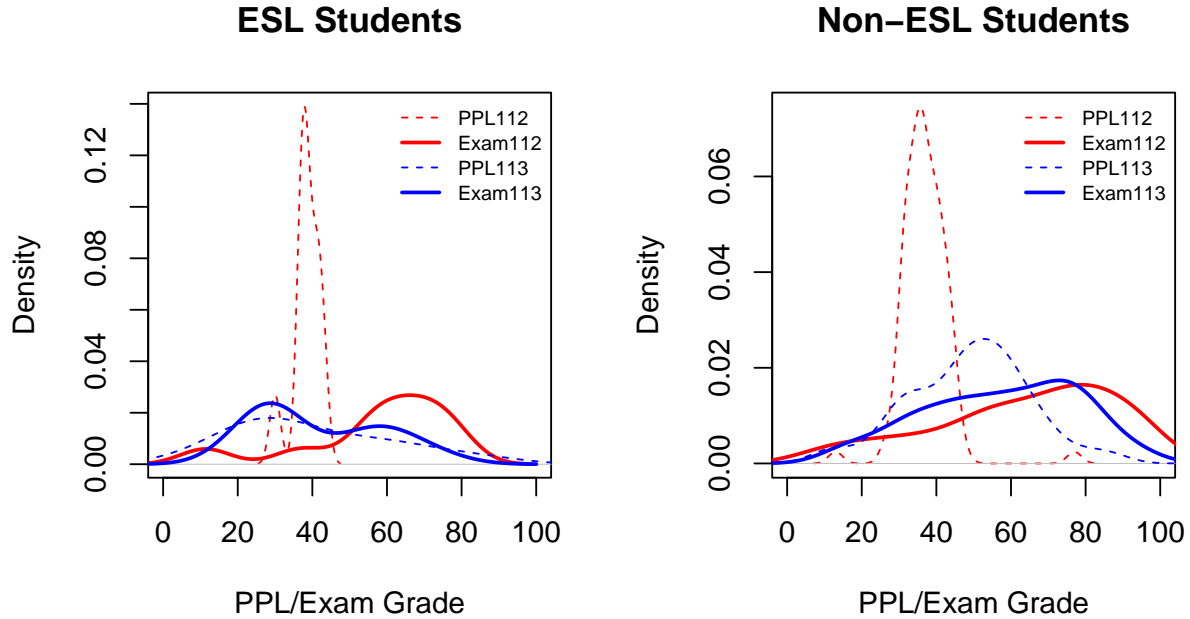 ESL Students
Density
0.00 0.04 0.08 0.12
PPL112
Exam112
PPL113
Exam113
0 20 40 60 80 100
PPL/Exam Grade
Non−ESL Students
Density
0.00 0.02 0.04 0.06
PPL112
Exam112
PPL113
Exam113
0 20 40 60 80 100
PPL/Exam Grade